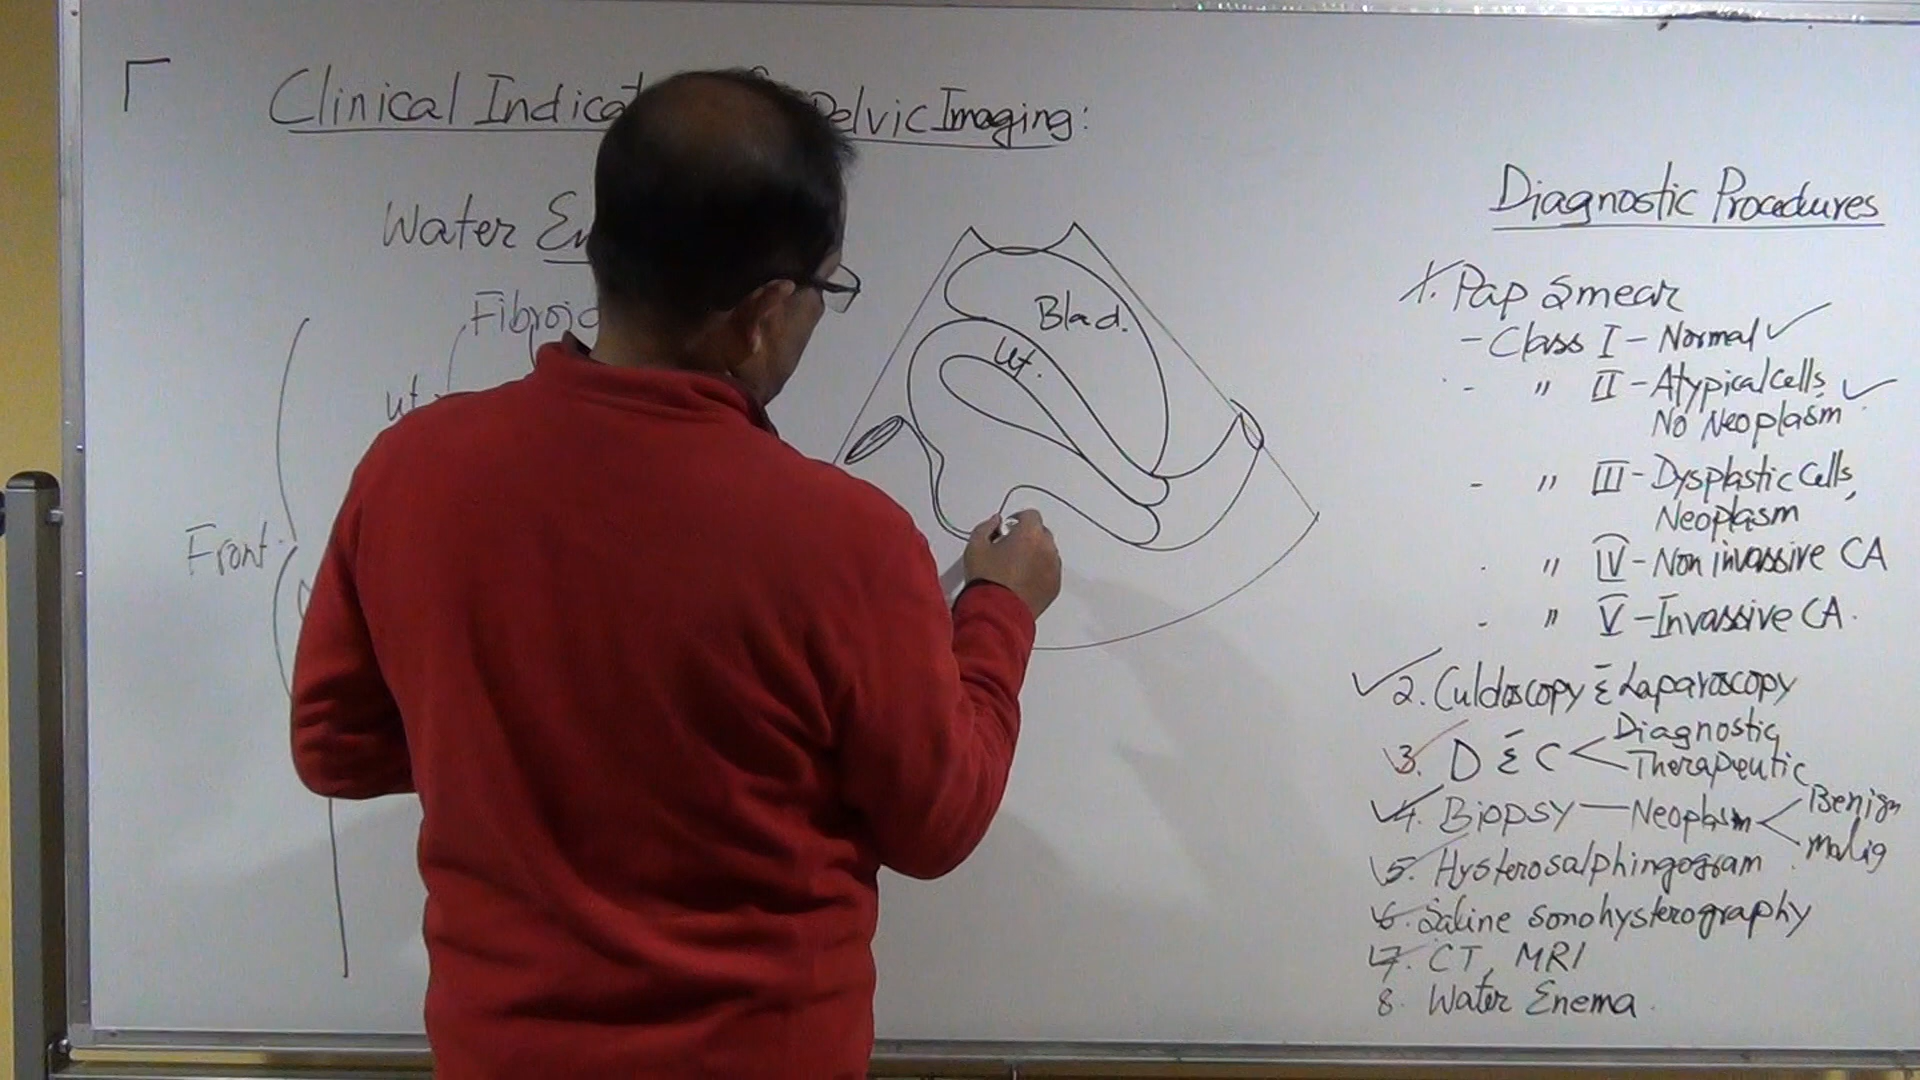 Clinical Indicat Pelvic Imaging:
Water En
Fibroid
ut
Front
Blad.
Ut.
Diagnostic Procedures
1. Pap Smear
- Class I - Normal ✓
- " II - Atypical Cells, ✓
No Neoplasm
- " III - Dysplastic Cells,
Neoplasm
- " IV - Non invassive CA
- " V - Invassive CA.
✓ 2. Culdoscopy & Laparoscopy
3. D & C < Diagnostic
Therapeutic
4. Biopsy — Neoplasm < Benign
malig
5. Hysterosalphingogram
6. Saline sonohysterography
7. CT, MRI
8. Water Enema.